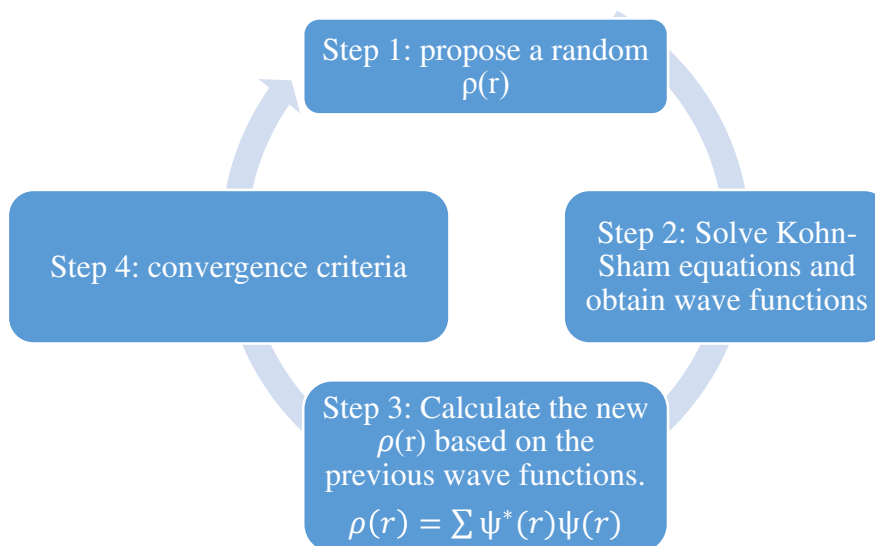 Step 1: propose a random
ρ(r)
Step 2: Solve Kohn-
Sham equations and
obtain wave functions
Step 3: Calculate the new
𝜌(r) based on the
previous wave functions.
𝜌(𝑟) = ∑ ψ*(𝑟)ψ(𝑟)
Step 4: convergence criteria